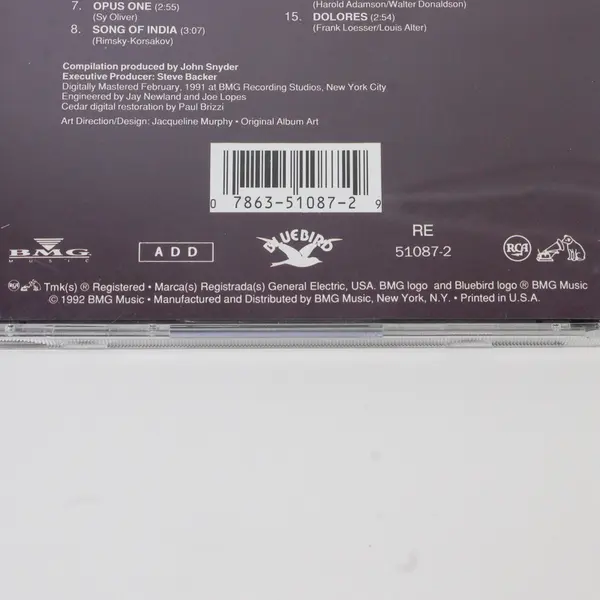 7. OPUS ONE (2:55)
(Sy Oliver)
8. SONG OF INDIA (3:07)
(Rimsky-Korsakov)
(Harold Adamson/Walter Donaldson)
15. DOLORES (2:54)
(Frank Loesser/Louis Alter)
Compilation produced by John Snyder
Executive Producer: Steve Backer
Digitally Mastered February, 1991 at BMG Recording Studios, New York City
Engineered by Jay Newland and Joe Lopes
Cedar digital restoration by Paul Brizzi
Art Direction/Design: Jacqueline Murphy • Original Album Art
0 7863-51087-2 9
BMG
MUSIC
ADD
BLUEBIRD
RE
51087-2
RCA
Tmk(s) ® Registered • Marca(s) Registrada(s) General Electric, USA. BMG logo and Bluebird logo ® BMG Music
© 1992 BMG Music • Manufactured and Distributed by BMG Music, New York, N.Y. • Printed in U.S.A.